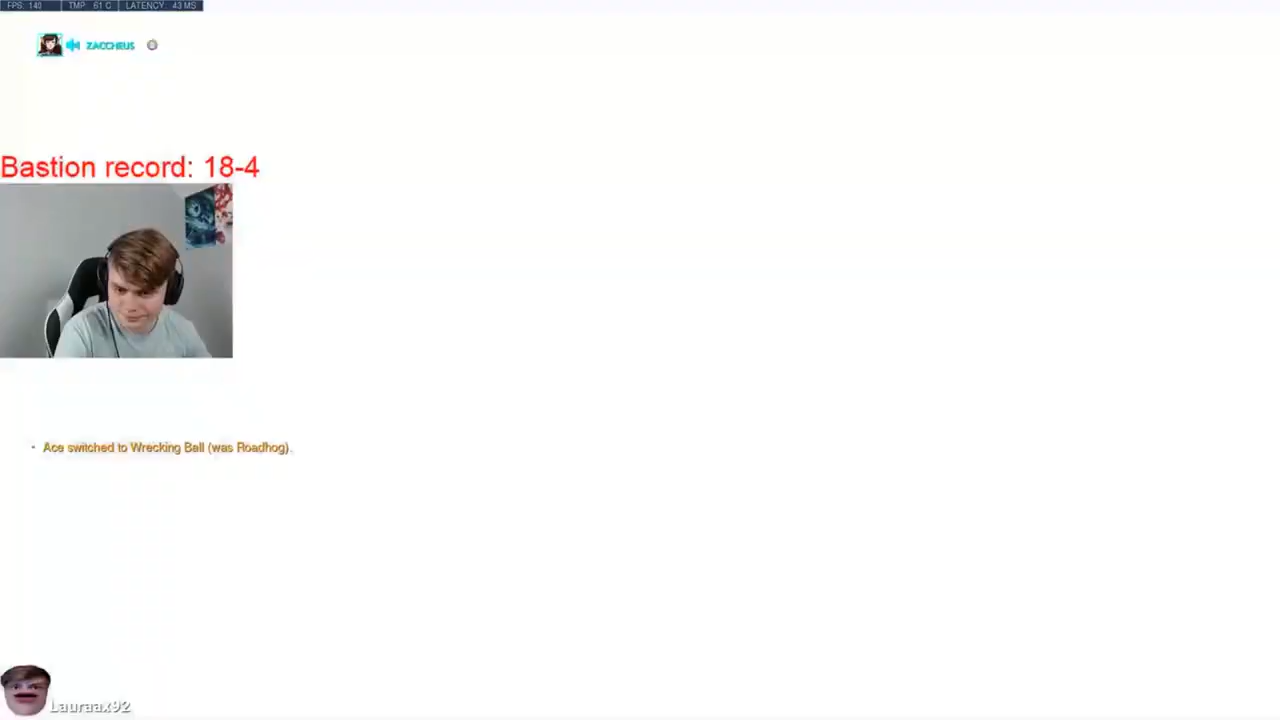 FPS: 140 TMP: 61 C LATENCY: 43 MS
ZACCHEUS
Bastion record: 18-4
Ace switched to Wrecking Ball (was Roadhog).
Lauraax92